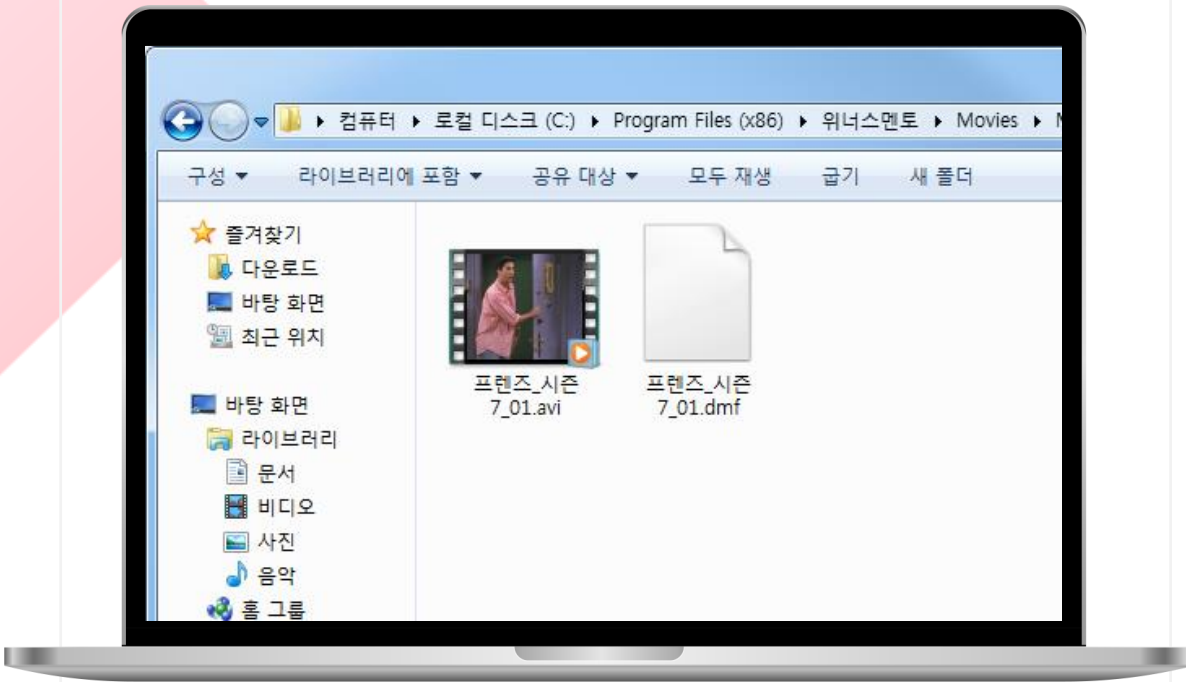 컴퓨터 ▸ 로컬 디스크 (C:) ▸ Program Files (x86) ▸ 위너스멘토 ▸ Movies ▸
구성 라이브러리에 포함 공유 대상 모두 재생 굽기 새 폴더
즐겨찾기
다운로드
바탕 화면
최근 위치
바탕 화면
라이브러리
문서
비디오
사진
음악
홈 그룹
프렌즈_시즌
7_01.avi
프렌즈_시즌
7_01.dmf